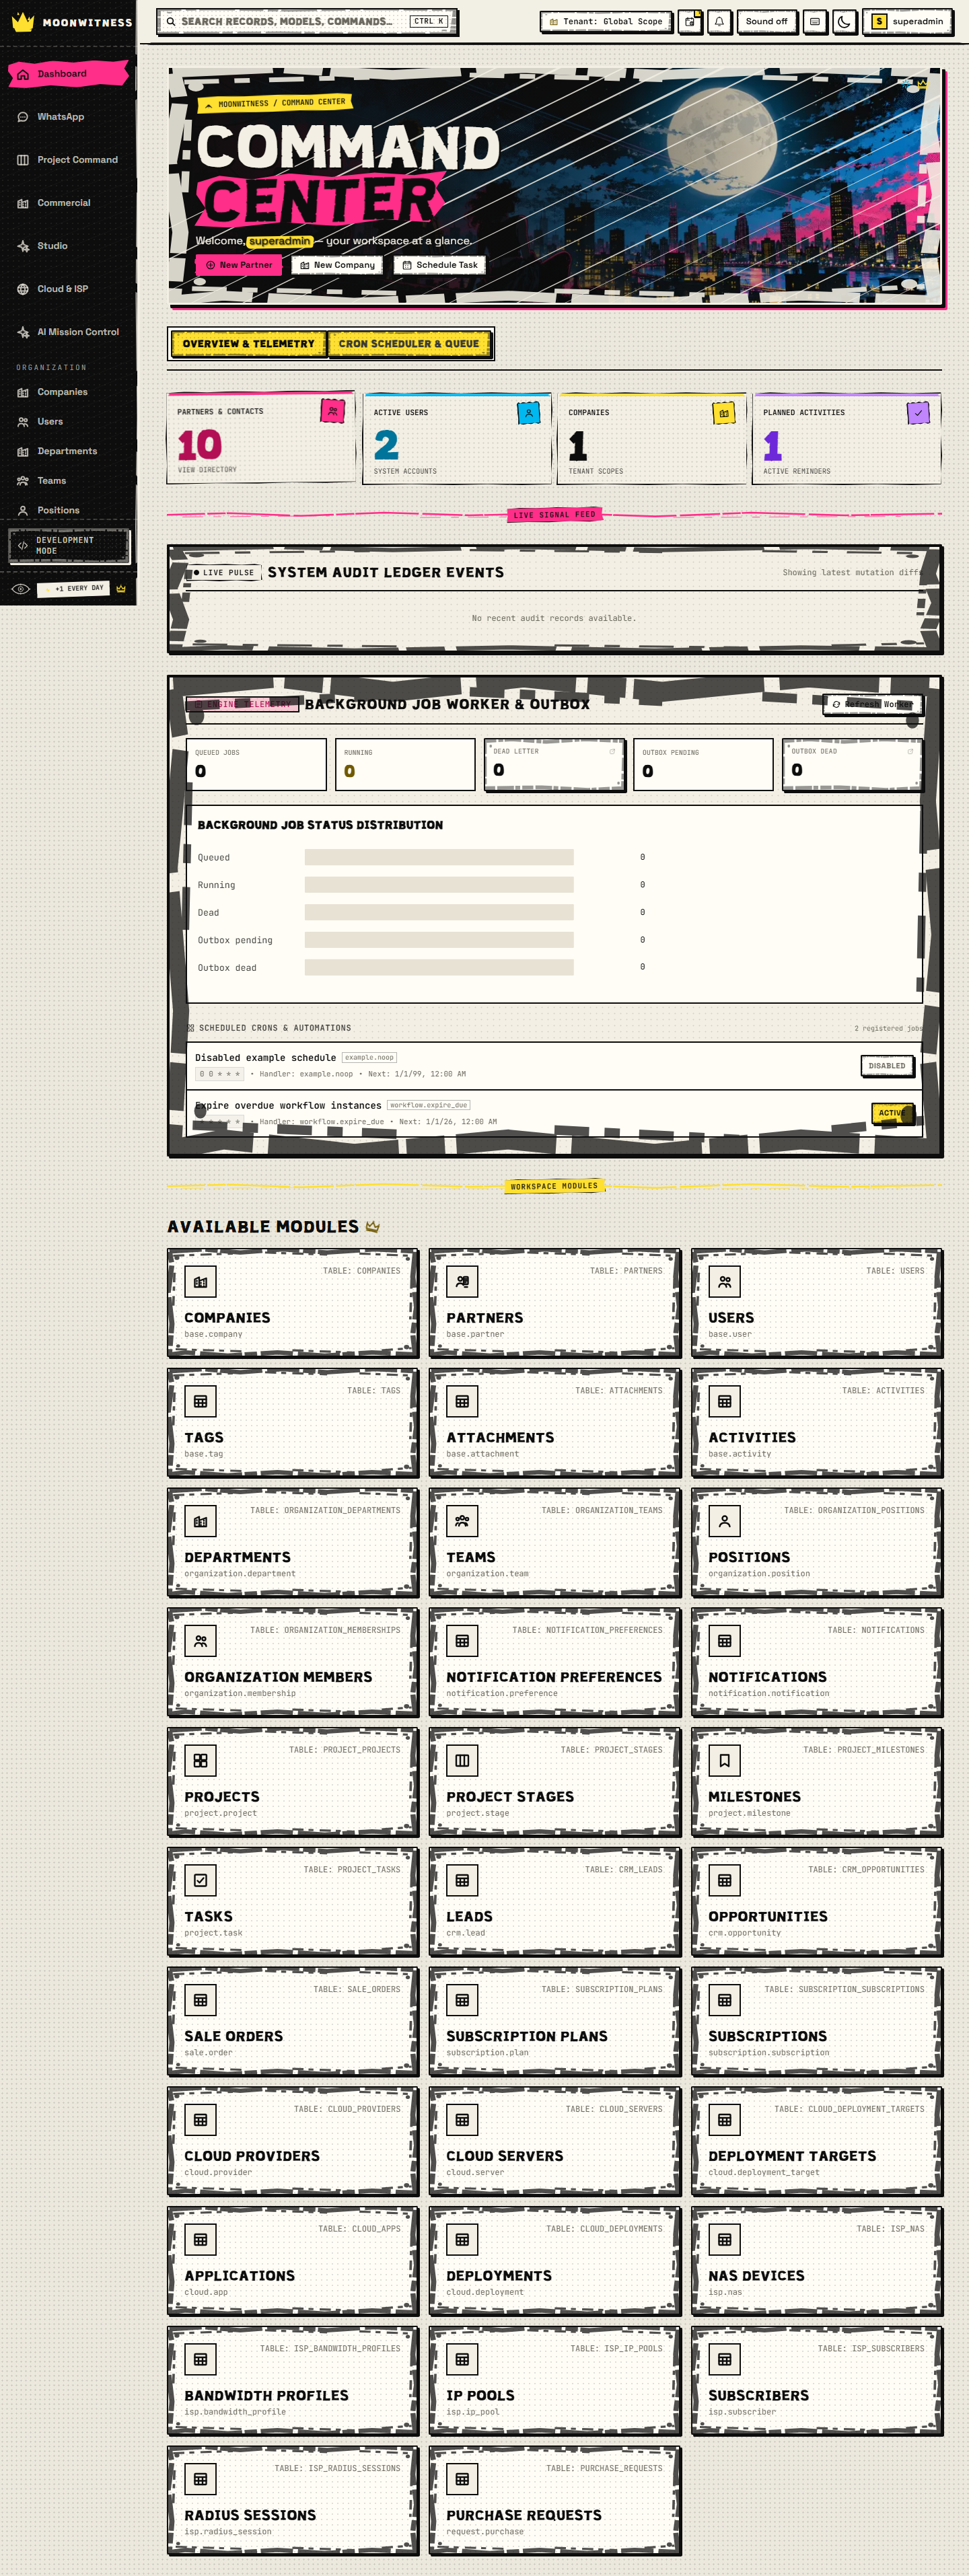 MOONWITNESS
SEARCH RECORDS, MODELS, COMMANDS...
CTRL K
Tenant: Global Scope
Sound off
$
superadmin
Dashboard
WhatsApp
Project Command
Commercial
Studio
Cloud & ISP
AI Mission Control
ORGANIZATION
Companies
Users
Departments
Teams
Positions
DEVELOPMENT
MODE
+1 EVERY DAY
MOONWITNESS / COMMAND CENTER
COMMAND
CENTER
Welcome, superadmin — your workspace at a glance.
New Partner
New Company
Schedule Task
OVERVIEW & TELEMETRY
CRON SCHEDULER & QUEUE
PARTNERS & CONTACTS
10
VIEW DIRECTORY
ACTIVE USERS
2
SYSTEM ACCOUNTS
COMPANIES
1
TENANT SCOPES
PLANNED ACTIVITIES
1
ACTIVE REMINDERS
LIVE SIGNAL FEED
LIVE PULSE
SYSTEM AUDIT LEDGER EVENTS
Showing latest mutation diffs
No recent audit records available.
ENGINE TELEMETRY
BACKGROUND JOB WORKER & OUTBOX
Refresh Worker
QUEUED JOBS
0
RUNNING
0
DEAD LETTER
0
OUTBOX PENDING
0
OUTBOX DEAD
0
BACKGROUND JOB STATUS DISTRIBUTION
Queued 0
Running 0
Dead 0
Outbox pending 0
Outbox dead 0
SCHEDULED CRONS & AUTOMATIONS
2 registered jobs
Disabled example schedule example.noop
0 0 * * * • Handler: example.noop • Next: 1/1/99, 12:00 AM
DISABLED
Expire overdue workflow instances workflow.expire_due
* * * * • Handler: workflow.expire_due • Next: 1/1/26, 12:00 AM
ACTIVE
WORKSPACE MODULES
AVAILABLE MODULES
TABLE: COMPANIES
COMPANIES
base.company
TABLE: PARTNERS
PARTNERS
base.partner
TABLE: USERS
USERS
base.user
TABLE: TAGS
TAGS
base.tag
TABLE: ATTACHMENTS
ATTACHMENTS
base.attachment
TABLE: ACTIVITIES
ACTIVITIES
base.activity
TABLE: ORGANIZATION_DEPARTMENTS
DEPARTMENTS
organization.department
TABLE: ORGANIZATION_TEAMS
TEAMS
organization.team
TABLE: ORGANIZATION_POSITIONS
POSITIONS
organization.position
TABLE: ORGANIZATION_MEMBERSHIPS
ORGANIZATION MEMBERS
organization.membership
TABLE: NOTIFICATION_PREFERENCES
NOTIFICATION PREFERENCES
notification.preference
TABLE: NOTIFICATIONS
NOTIFICATIONS
notification.notification
TABLE: PROJECT_PROJECTS
PROJECTS
project.project
TABLE: PROJECT_STAGES
PROJECT STAGES
project.stage
TABLE: PROJECT_MILESTONES
MILESTONES
project.milestone
TABLE: PROJECT_TASKS
TASKS
project.task
TABLE: CRM_LEADS
LEADS
crm.lead
TABLE: CRM_OPPORTUNITIES
OPPORTUNITIES
crm.opportunity
TABLE: SALE_ORDERS
SALE ORDERS
sale.order
TABLE: SUBSCRIPTION_PLANS
SUBSCRIPTION PLANS
subscription.plan
TABLE: SUBSCRIPTION_SUBSCRIPTIONS
SUBSCRIPTIONS
subscription.subscription
TABLE: CLOUD_PROVIDERS
CLOUD PROVIDERS
cloud.provider
TABLE: CLOUD_SERVERS
CLOUD SERVERS
cloud.server
TABLE: CLOUD_DEPLOYMENT_TARGETS
DEPLOYMENT TARGETS
cloud.deployment_target
TABLE: CLOUD_APPS
APPLICATIONS
cloud.app
TABLE: CLOUD_DEPLOYMENTS
DEPLOYMENTS
cloud.deployment
TABLE: ISP_NAS
NAS DEVICES
isp.nas
TABLE: ISP_BANDWIDTH_PROFILES
BANDWIDTH PROFILES
isp.bandwidth_profile
TABLE: ISP_IP_POOLS
IP POOLS
isp.ip_pool
TABLE: ISP_SUBSCRIBERS
SUBSCRIBERS
isp.subscriber
TABLE: ISP_RADIUS_SESSIONS
RADIUS SESSIONS
isp.radius_session
TABLE: PURCHASE_REQUESTS
PURCHASE REQUESTS
request.purchase